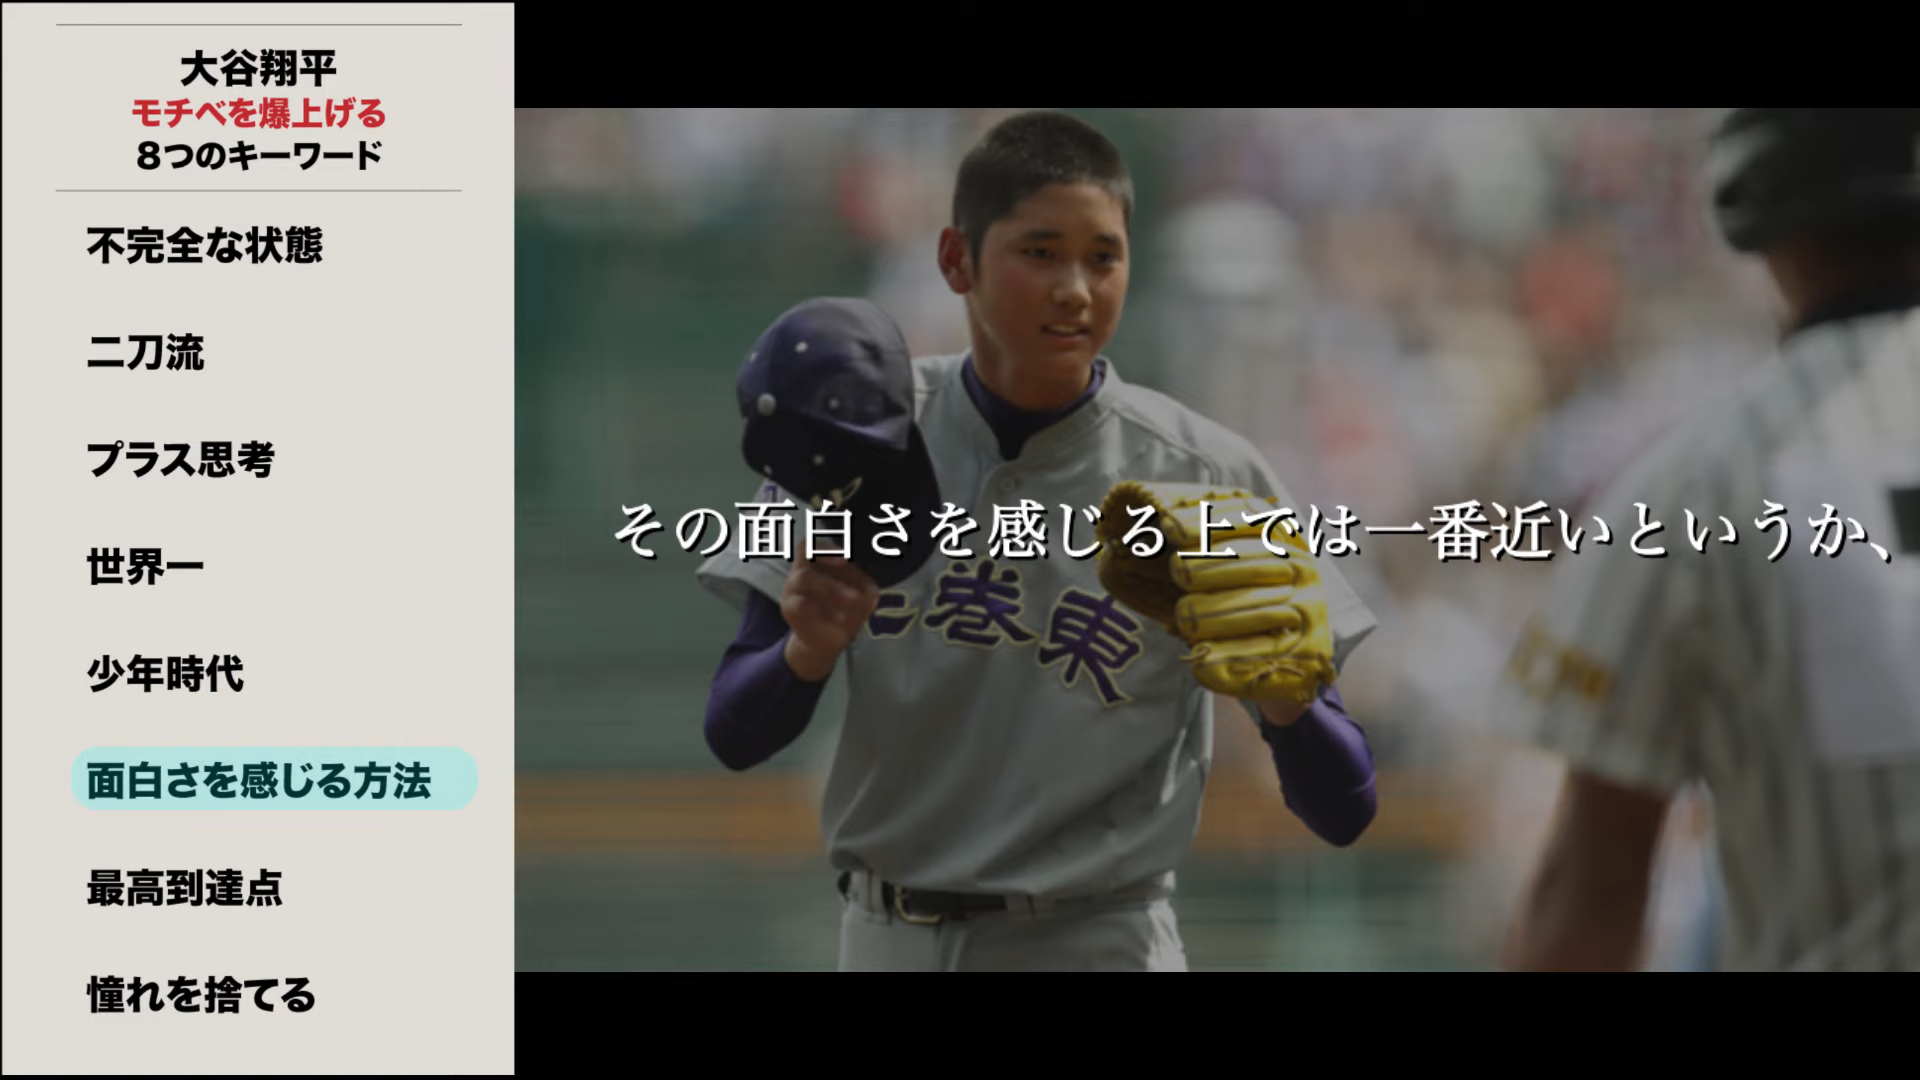 大谷翔平
モチベを爆上げる
8つのキーワード
不完全な状態
二刀流
プラス思考
世界一
少年時代
面白さを感じる方法
最高到達点
憧れを捨てる
その面白さを感じる上では一番近いというか、
巻東